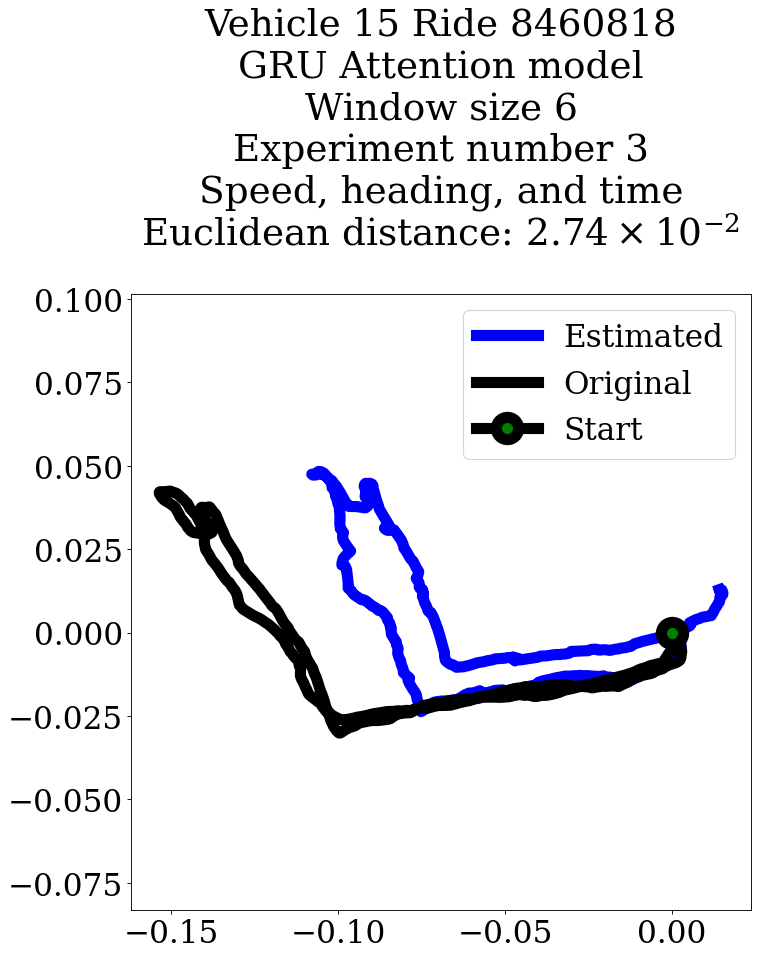 Vehicle 15 Ride 8460818
GRU Attention model
Window size 6
Experiment number 3
Speed, heading, and time
Euclidean distance: 2.74 × 10⁻²
0.100
0.075
0.050
0.025
0.000
−0.025
−0.050
−0.075
Estimated
Original
Start
−0.15
−0.10
−0.05
0.00